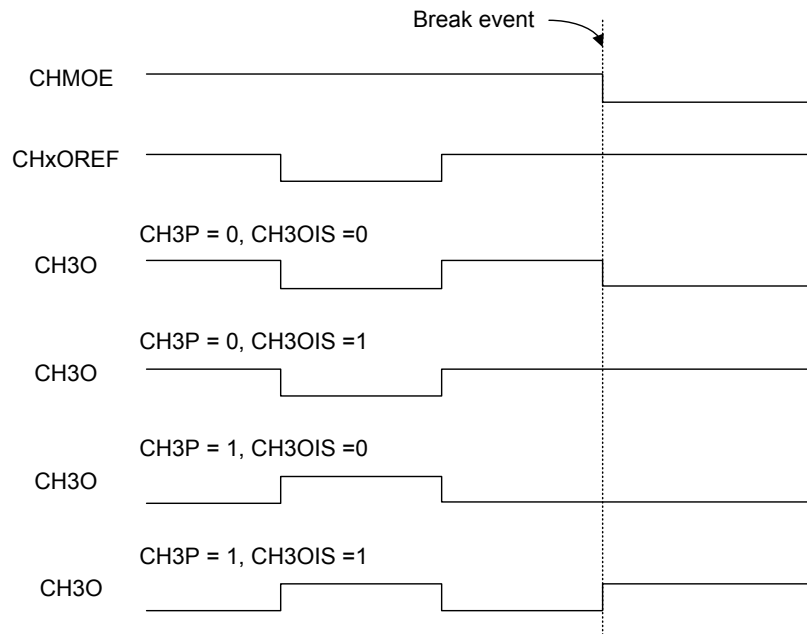 Break event
CHMOE
CHxOREF
CH3P = 0, CH3OIS =0
CH3O
CH3P = 0, CH3OIS =1
CH3O
CH3P = 1, CH3OIS =0
CH3O
CH3P = 1, CH3OIS =1
CH3O